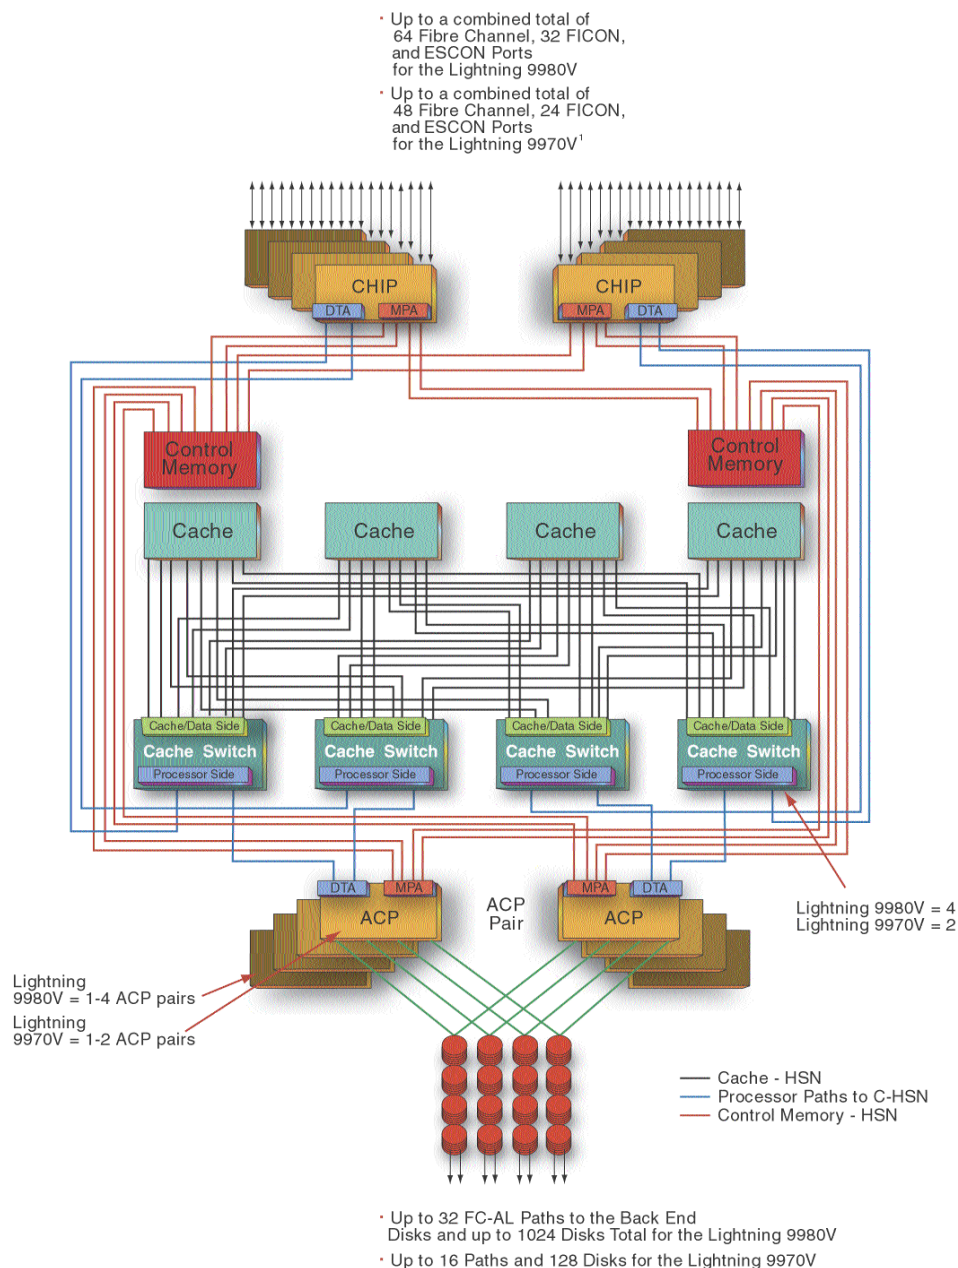 · Up to a combined total of
64 Fibre Channel, 32 FICON,
and ESCON Ports
for the Lightning 9980V
· Up to a combined total of
48 Fibre Channel, 24 FICON,
and ESCON Ports
for the Lightning 9970V¹
CHIP
DTA
MPA
CHIP
MPA
DTA
Control
Memory
Control
Memory
Cache
Cache
Cache
Cache
Cache/Data Side
Cache Switch
Processor Side
Cache/Data Side
Cache Switch
Processor Side
Cache/Data Side
Cache Switch
Processor Side
Cache/Data Side
Cache Switch
Processor Side
DTA
MPA
ACP
ACP
Pair
MPA
DTA
ACP
Lightning 9980V = 4
Lightning 9970V = 2
Lightning
9980V = 1-4 ACP pairs
Lightning
9970V = 1-2 ACP pairs
Cache - HSN
Processor Paths to C-HSN
Control Memory - HSN
· Up to 32 FC-AL Paths to the Back End
Disks and up to 1024 Disks Total for the Lightning 9980V
· Up to 16 Paths and 128 Disks for the Lightning 9970V